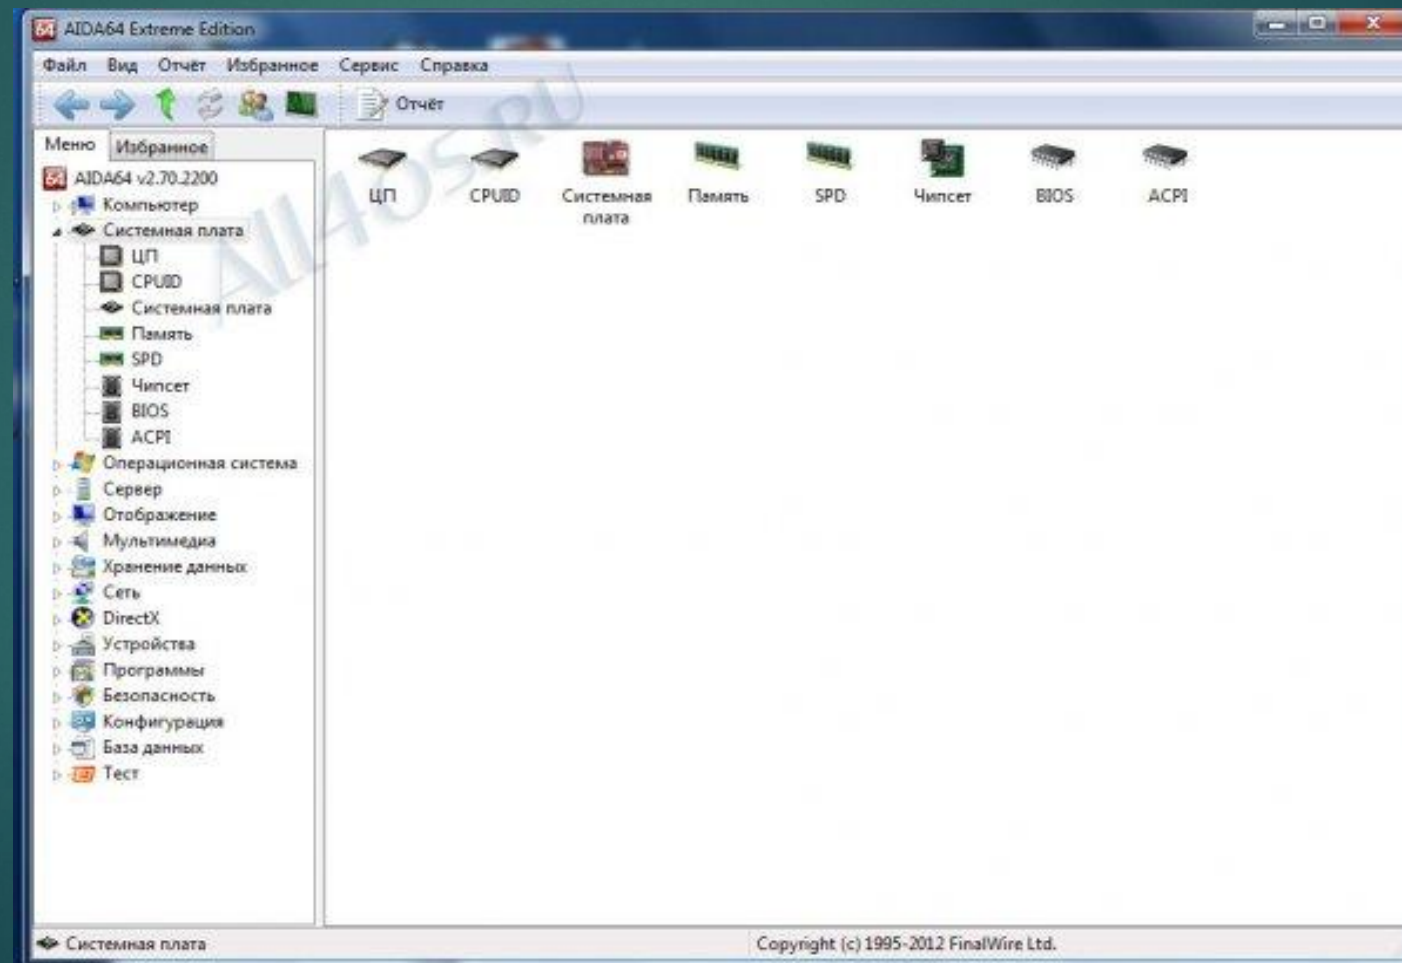 AIDA64 Extreme Edition
Файл Вид Отчёт Избранное Сервис Справка
Отчёт
Меню Избранное
AIDA64 v2.70.2200
Компьютер
Системная плата
ЦП
CPUID
Системная плата
Память
SPD
Чипсет
BIOS
ACPI
Операционная система
Сервер
Отображение
Мультимедиа
Хранение данных
Сеть
DirectX
Устройства
Программы
Безопасность
Конфигурация
База данных
Тест
ЦП CPUID Системная Память SPD Чипсет BIOS ACPI
плата
All4OS.RU
Системная плата
Copyright (c) 1995-2012 FinalWire Ltd.